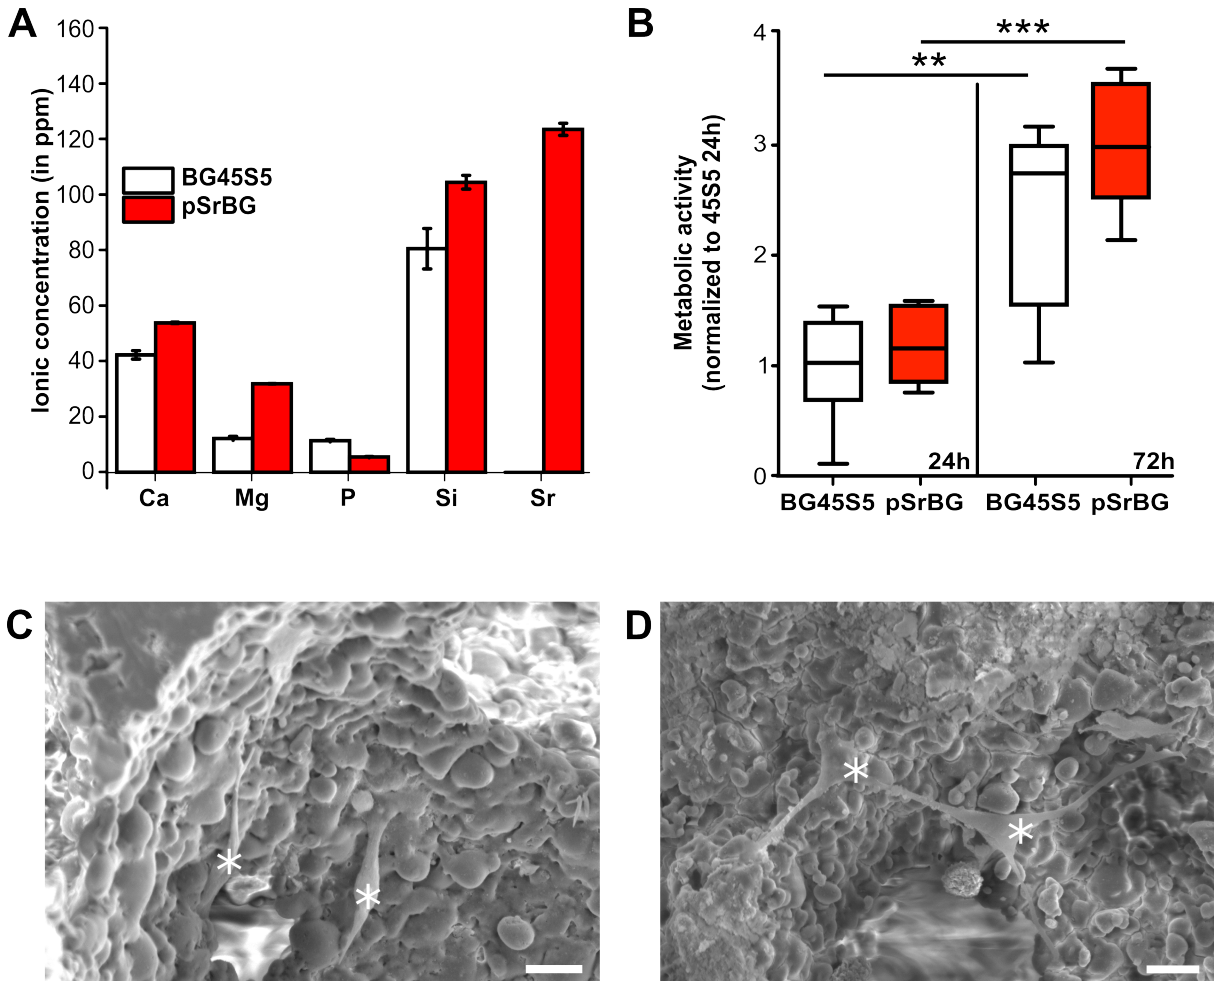 A
Ionic concentration (in ppm)
160
140
120
100
80
60
40
20
0
BG45S5
pSrBG
Ca Mg P Si Sr
B
Metabolic activity
(normalized to 45S5 24h)
4
3
2
1
0
***
**
24h
72h
BG45S5 pSrBG BG45S5 pSrBG
C
*
*
D
*
*